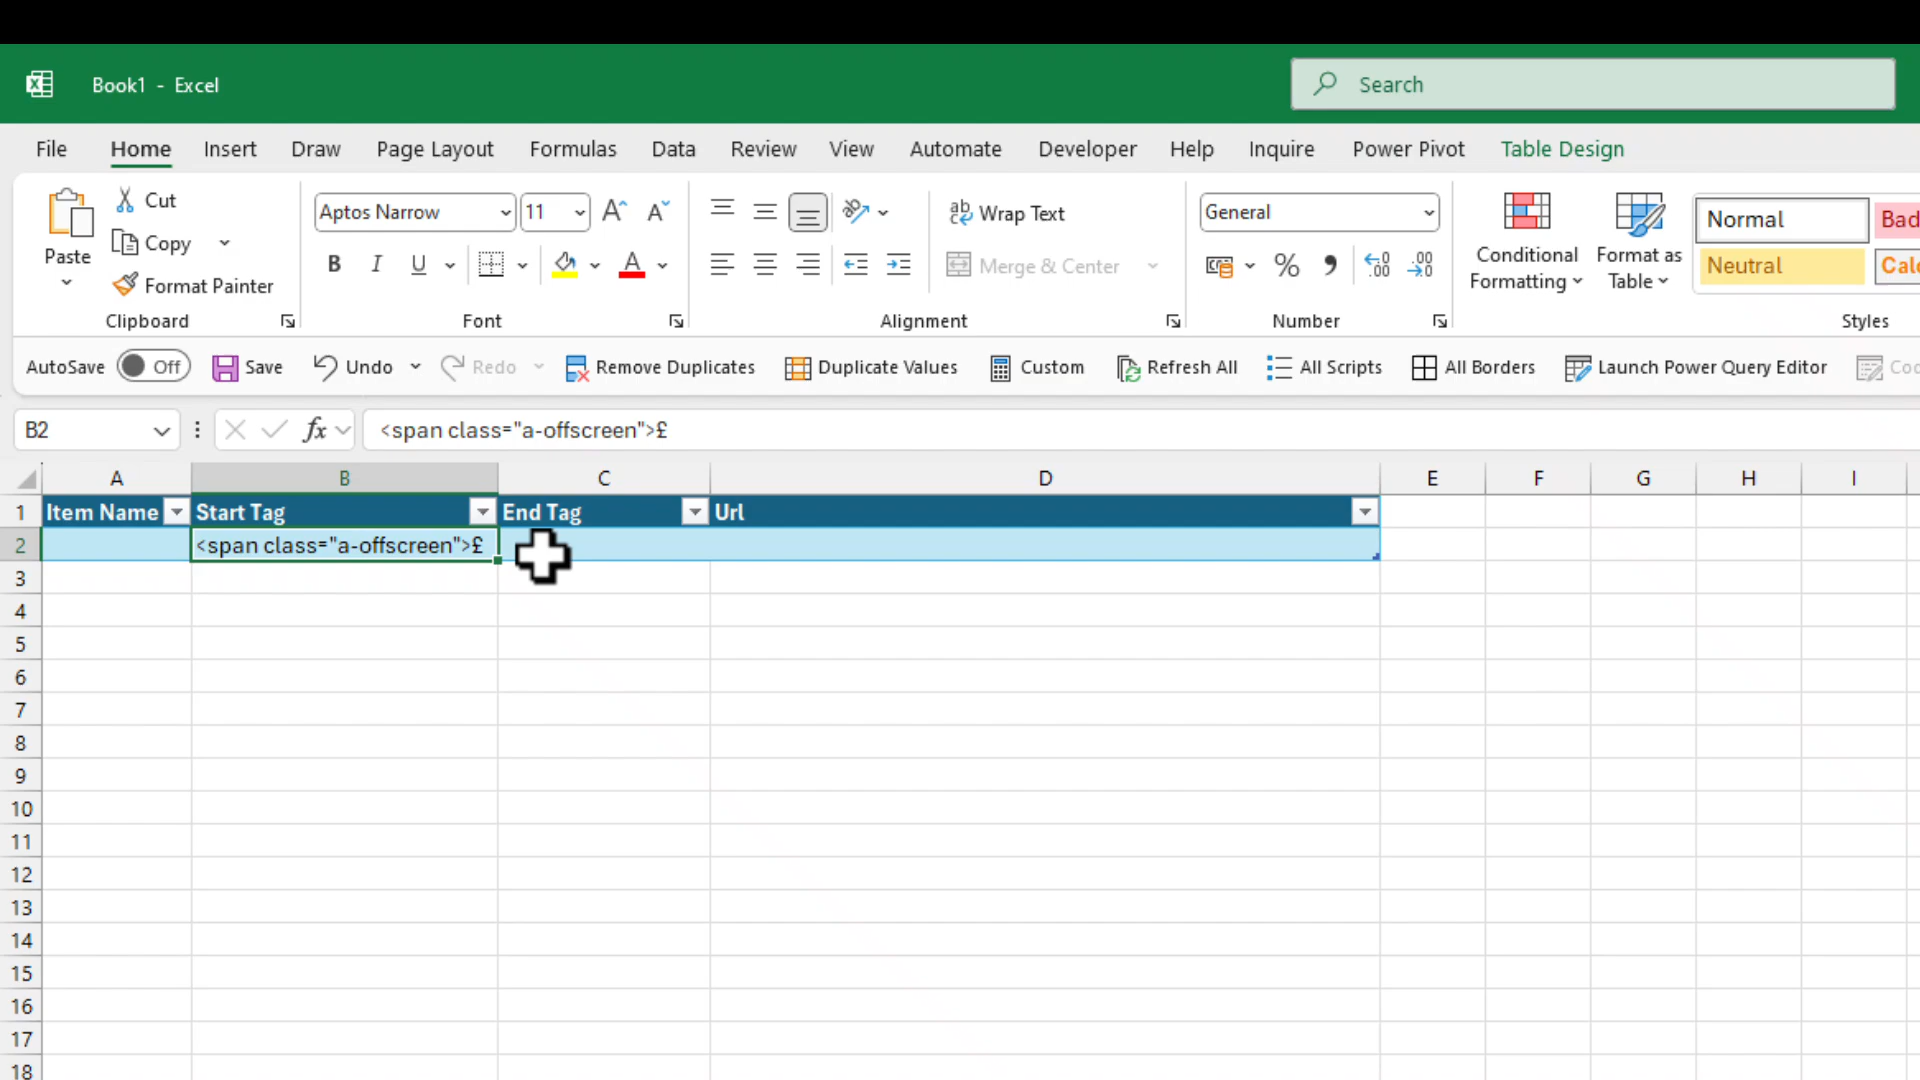 Book1 - Excel
Search
File Home Insert Draw Page Layout Formulas Data Review View Automate Developer Help Inquire Power Pivot Table Design
Paste
Cut
Copy
Format Painter
Clipboard
Aptos Narrow 11
B I U
Font
Wrap Text
Merge & Center
Alignment
General
Number
Conditional
Formatting
Format as
Table
Normal Bad
Neutral
Styles
AutoSave Off Save Undo Redo Remove Duplicates Duplicate Values Custom Refresh All All Scripts All Borders Launch Power Query Editor
B2 fx <span class="a-offscreen">£
A B C D E F G H I
1 Item Name Start Tag End Tag Url
2 <span class="a-offscreen">£
3
4
5
6
7
8
9
10
11
12
13
14
15
16
17
18